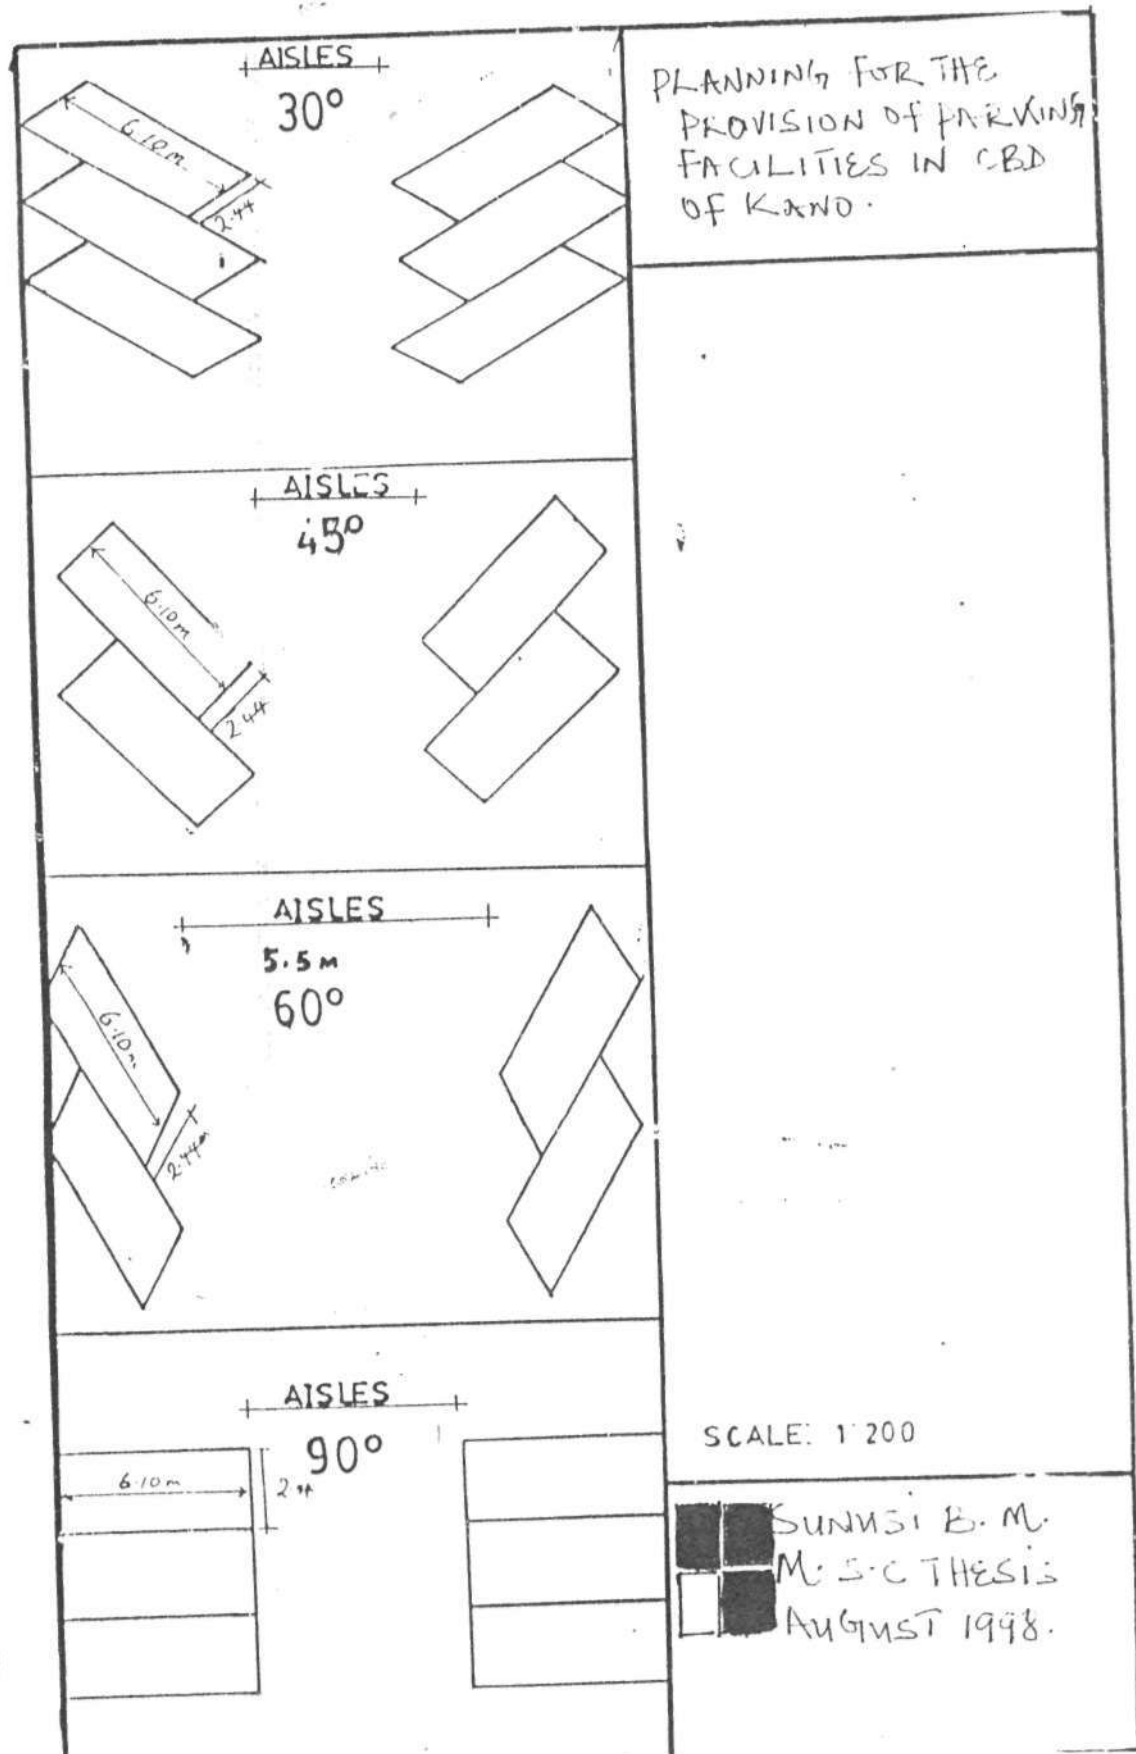 AISLES
30°
6.10m
2.44
PLANNING FOR THE
PROVISION OF PARKING
FACILITIES IN CBD
OF KANO.
AISLES
45°
6.10m
2.44
AISLES
5.5 M
60°
6.10m
2.44m
AISLES
90°
6.10m
SCALE: 1:200
SUNUSI B. M.
M.S.C THESIS
AUGUST 1998.